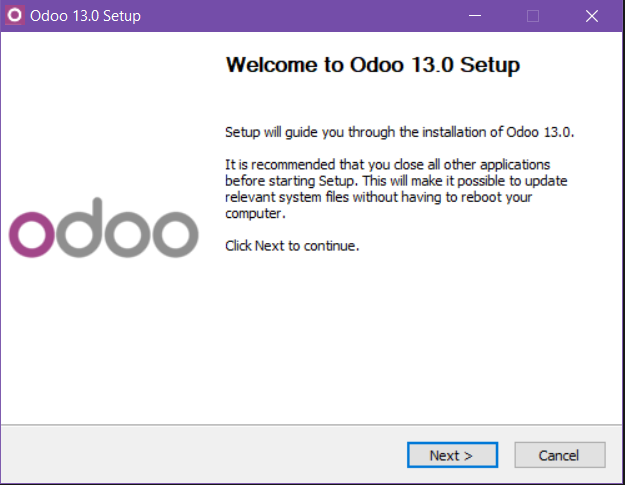 Odoo 13.0 Setup
Welcome to Odoo 13.0 Setup
Setup will guide you through the installation of Odoo 13.0.
It is recommended that you close all other applications
before starting Setup. This will make it possible to update
relevant system files without having to reboot your
computer.
Click Next to continue.
odoo
Next >
Cancel